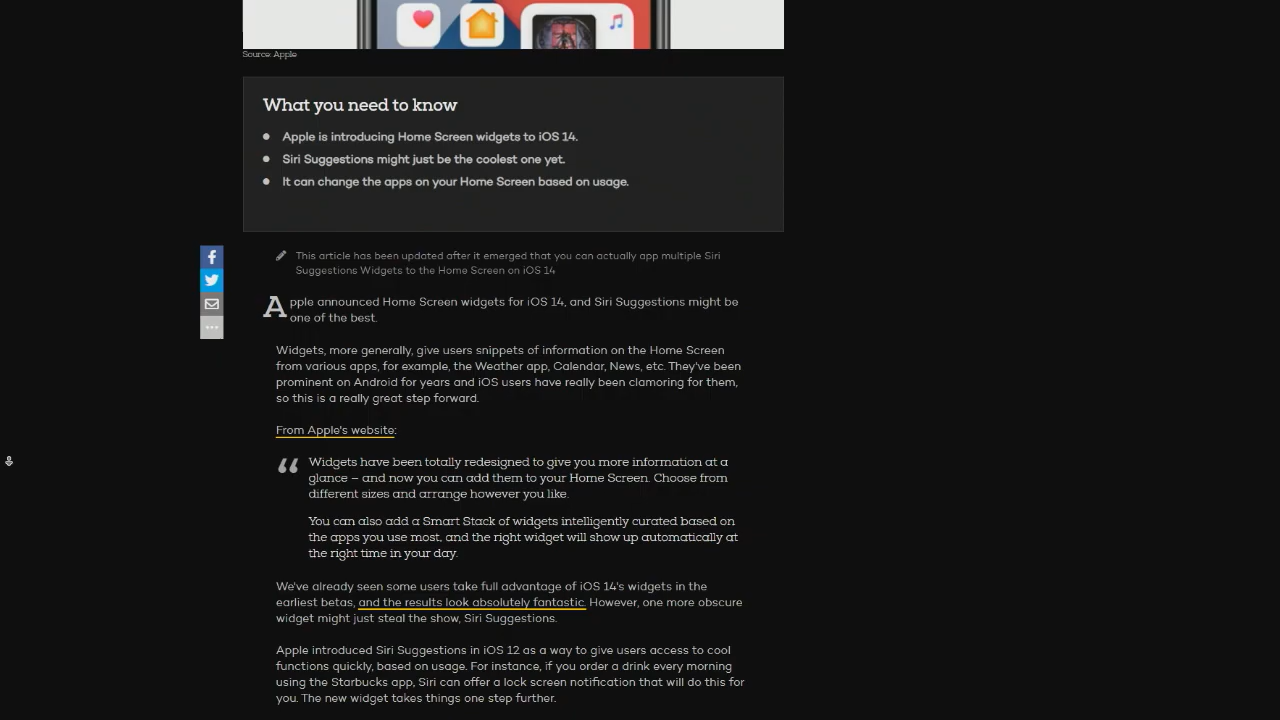 Source: Apple
What you need to know
Apple is introducing Home Screen widgets to iOS 14.
Siri Suggestions might just be the coolest one yet.
It can change the apps on your Home Screen based on usage.
This article has been updated after it emerged that you can actually app multiple Siri
Suggestions Widgets to the Home Screen on iOS 14
Apple announced Home Screen widgets for iOS 14, and Siri Suggestions might be
one of the best.
Widgets, more generally, give users snippets of information on the Home Screen
from various apps, for example, the Weather app, Calendar, News, etc. They've been
prominent on Android for years and iOS users have really been clamoring for them,
so this is a really great step forward.
From Apple's website:
“ Widgets have been totally redesigned to give you more information at a
glance – and now you can add them to your Home Screen. Choose from
different sizes and arrange however you like.
You can also add a Smart Stack of widgets intelligently curated based on
the apps you use most, and the right widget will show up automatically at
the right time in your day.
We've already seen some users take full advantage of iOS 14's widgets in the
earliest betas, and the results look absolutely fantastic. However, one more obscure
widget might just steal the show, Siri Suggestions.
Apple introduced Siri Suggestions in iOS 12 as a way to give users access to cool
functions quickly, based on usage. For instance, if you order a drink every morning
using the Starbucks app, Siri can offer a lock screen notification that will do this for
you. The new widget takes things one step further.